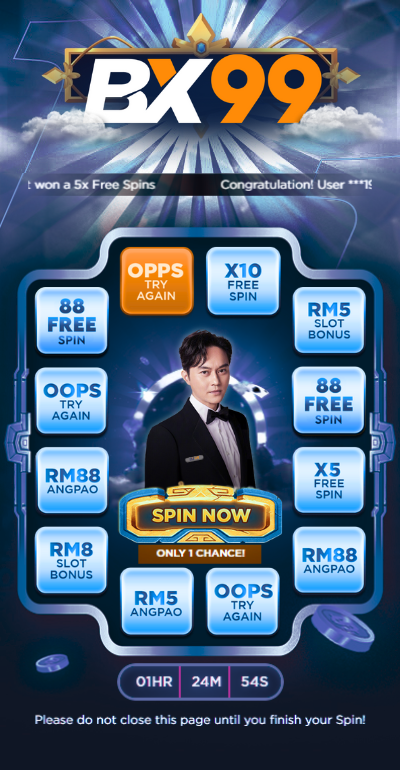 BX99
t won a 5x Free Spins Congratulation! User ***19
OPPS
TRY
AGAIN
X10
FREE
SPIN
88
FREE
SPIN
RM5
SLOT
BONUS
OOPS
TRY
AGAIN
88
FREE
SPIN
RM88
ANGPAO
X5
FREE
SPIN
SPIN NOW
ONLY 1 CHANCE!
RM8
SLOT
BONUS
RM88
ANGPAO
RM5
ANGPAO
OOPS
TRY
AGAIN
01HR 24M 54S
Please do not close this page until you finish your Spin!